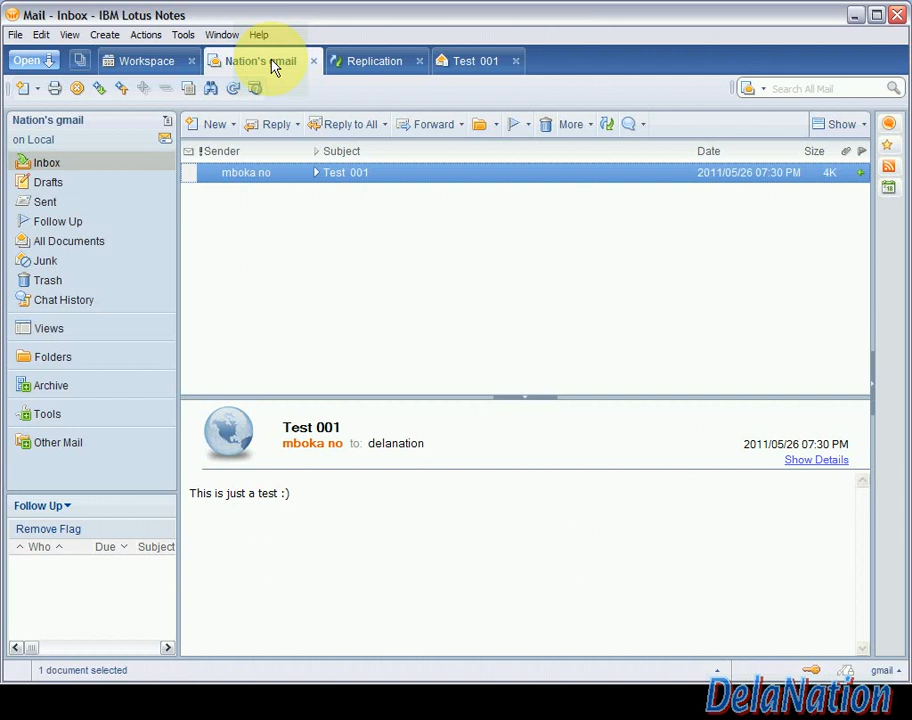 Mail - Inbox - IBM Lotus Notes
File Edit View Create Actions Tools Window Help
Open Workspace Nation's gmail Replication Test 001
Search All Mail
Nation's gmail
on Local
New Reply Reply to All Forward More Show
! Sender Subject Date Size
mboka no Test 001 2011/05/26 07:30 PM 4K
Inbox
Drafts
Sent
Follow Up
All Documents
Junk
Trash
Chat History
Views
Folders
Archive
Tools
Other Mail
Test 001
mboka no to: delanation
2011/05/26 07:30 PM
Show Details
This is just a test :)
Follow Up
Remove Flag
Who Due Subject
1 document selected
gmail
DelaNation